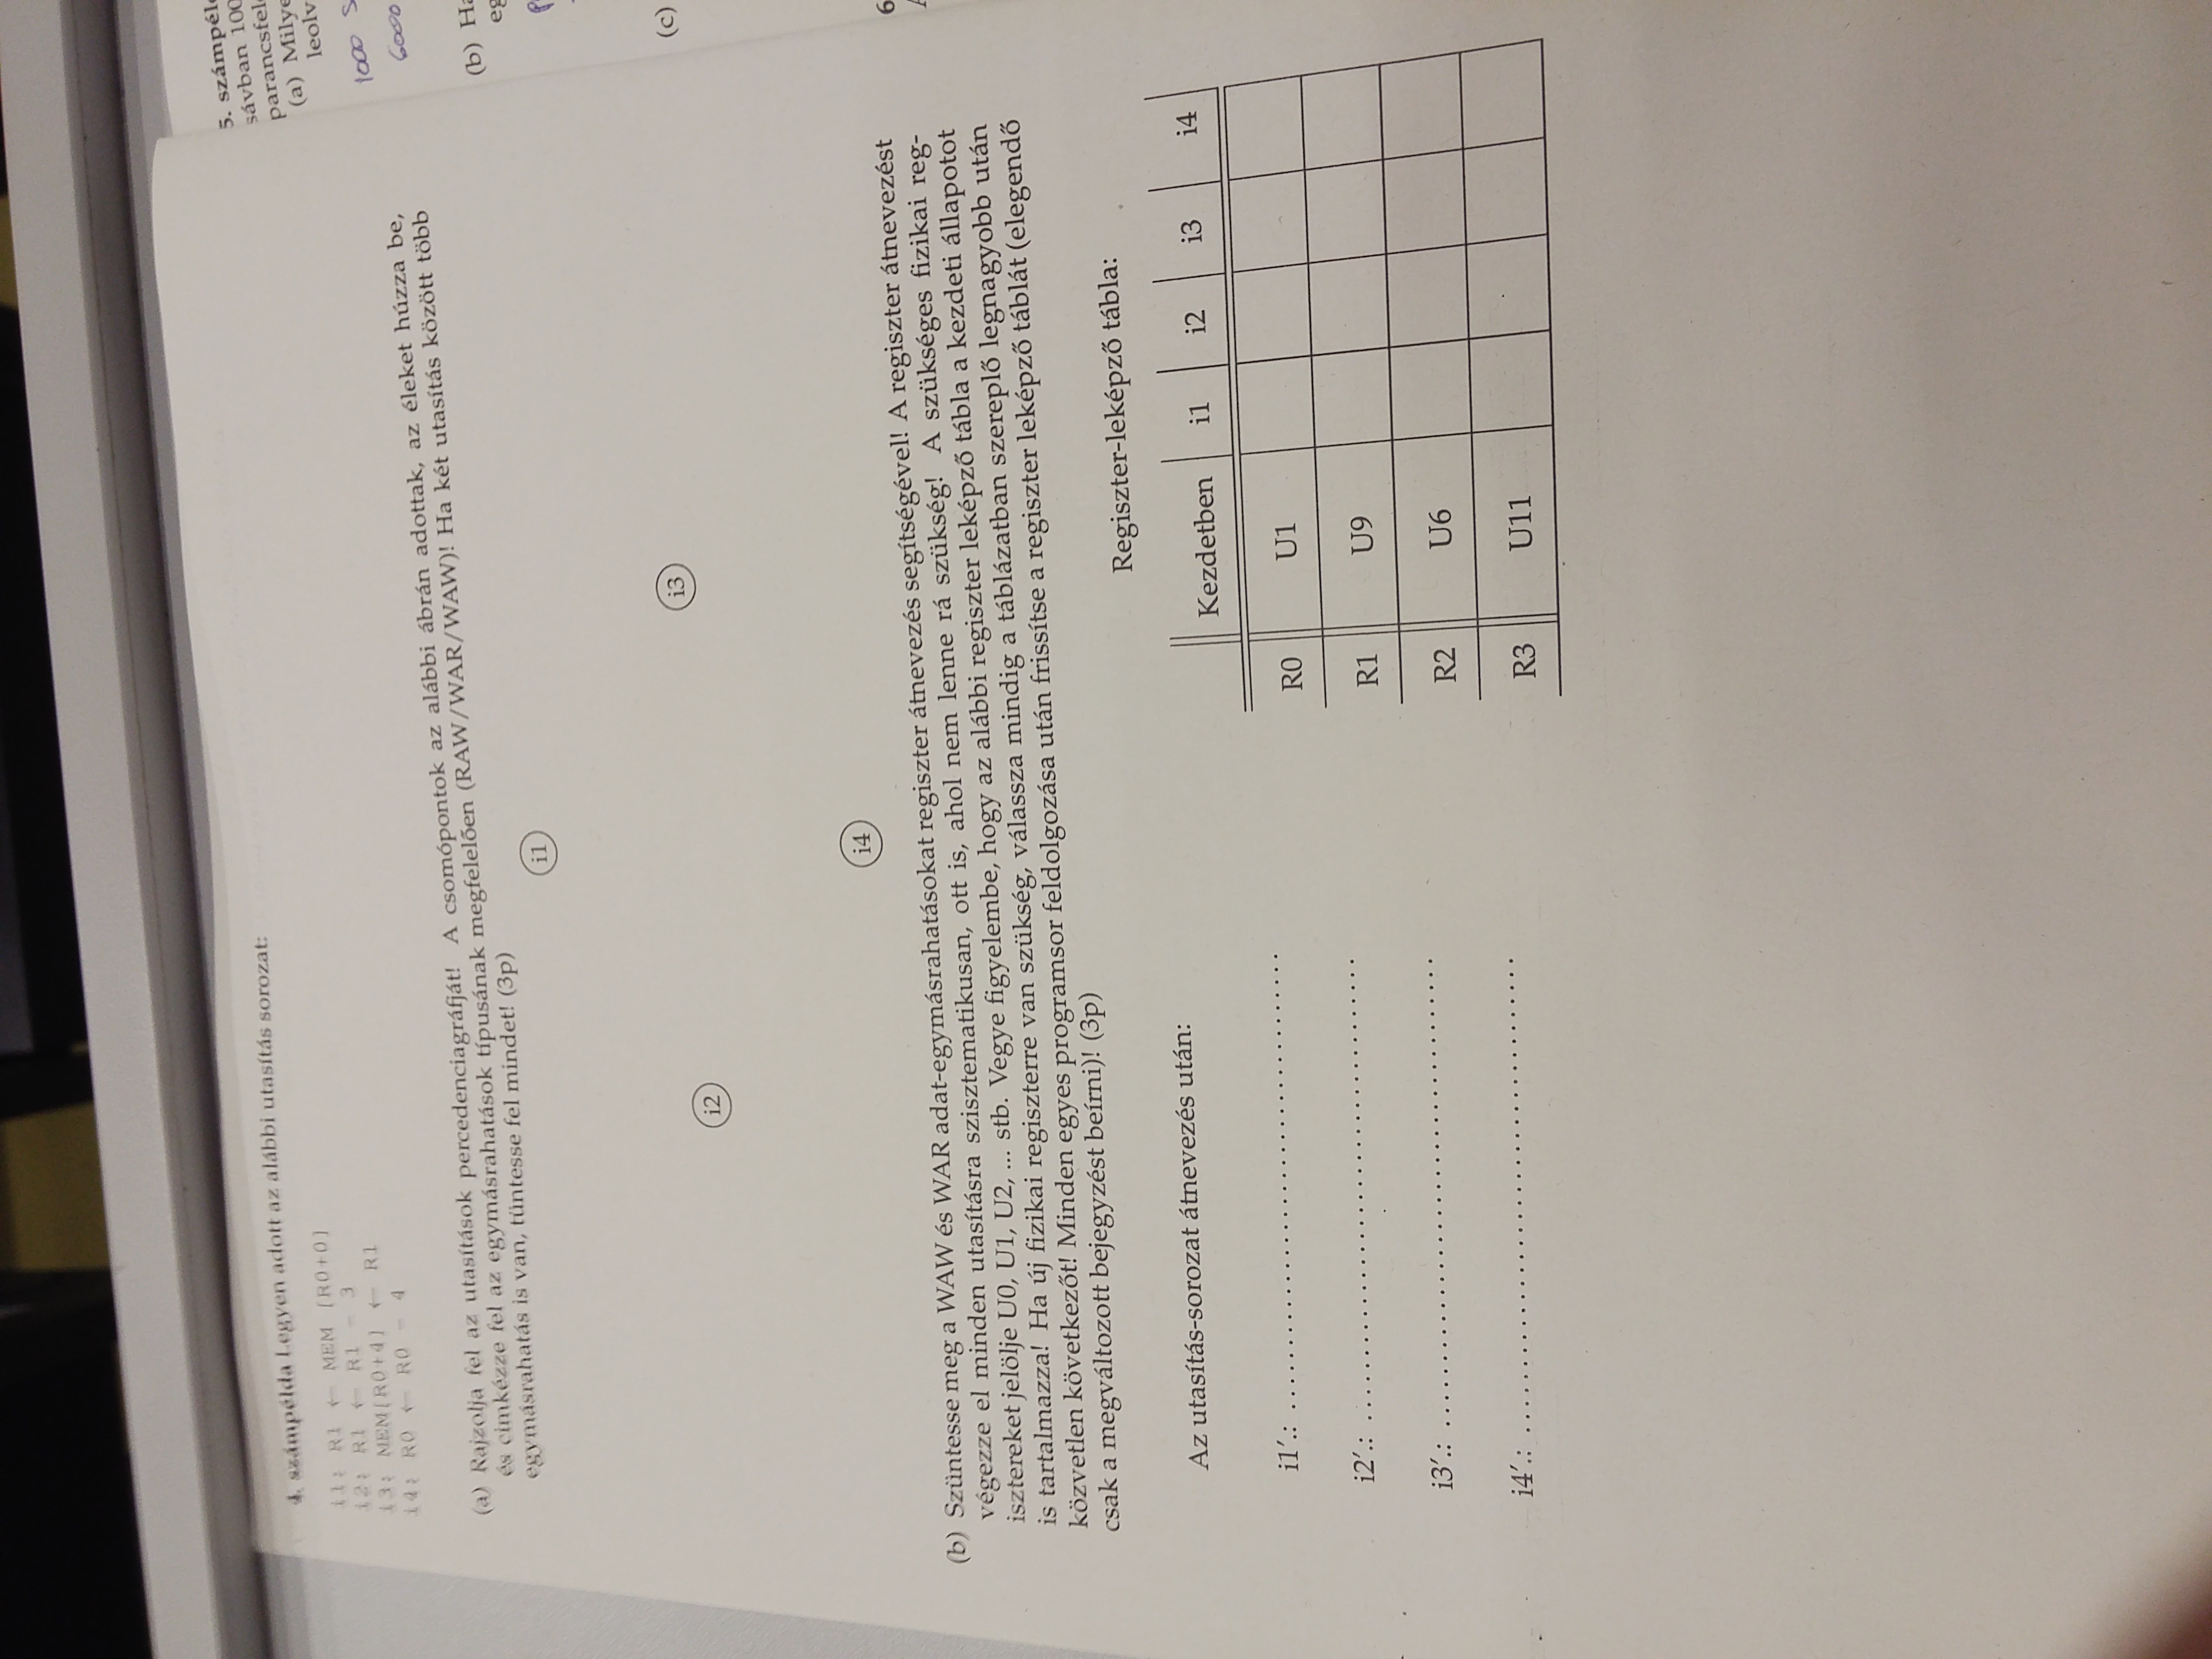 4. számpélda Legyen adott az alábbi utasítás sorozat:
i1: R1 ← MEM [R0+0]
i2: R1 ← R1 - 3
i3: MEM[R0+4] ← R1
i4: R0 ← R0 - 4
(a) Rajzolja fel az utasítások percedenciagráfját! A csomópontok az alábbi ábrán adottak, az éleket húzza be,
és címkézze fel az egymásrahatások típusának megfelelően (RAW/WAR/WAW)! Ha két utasítás között több
egymásrahatás is van, tüntesse fel mindet! (3p)
i1
i3
i2
i4
(b) Szüntesse meg a WAW és WAR adat-egymásrahatásokat regiszter átnevezés segítségével! A regiszter átnevezést
végezze el minden utasításra szisztematikusan, ott is, ahol nem lenne rá szükség! A szükséges fizikai reg-
isztereket jelölje U0, U1, U2, ... stb. Vegye figyelembe, hogy az alábbi regiszter leképző tábla a kezdeti állapotot
is tartalmazza! Ha új fizikai regiszterre van szükség, válassza mindig a táblázatban szereplő legnagyobb után
közvetlen következőt! Minden egyes programsor feldolgozása után frissítse a regiszter leképző táblát (elegendő
csak a megváltozott bejegyzést beírni)! (3p)
Az utasítás-sorozat átnevezés után:
i1′.: ....................................
i2′.: ....................................
i3′.: ....................................
i4′.: ....................................
Regiszter-leképző tábla:
Kezdetben i1 i2 i3 i4
R0 U1
R1 U9
R2 U6
R3 U11
5.
sávban 100
(a)
1000
6000
(b)
(c)
6